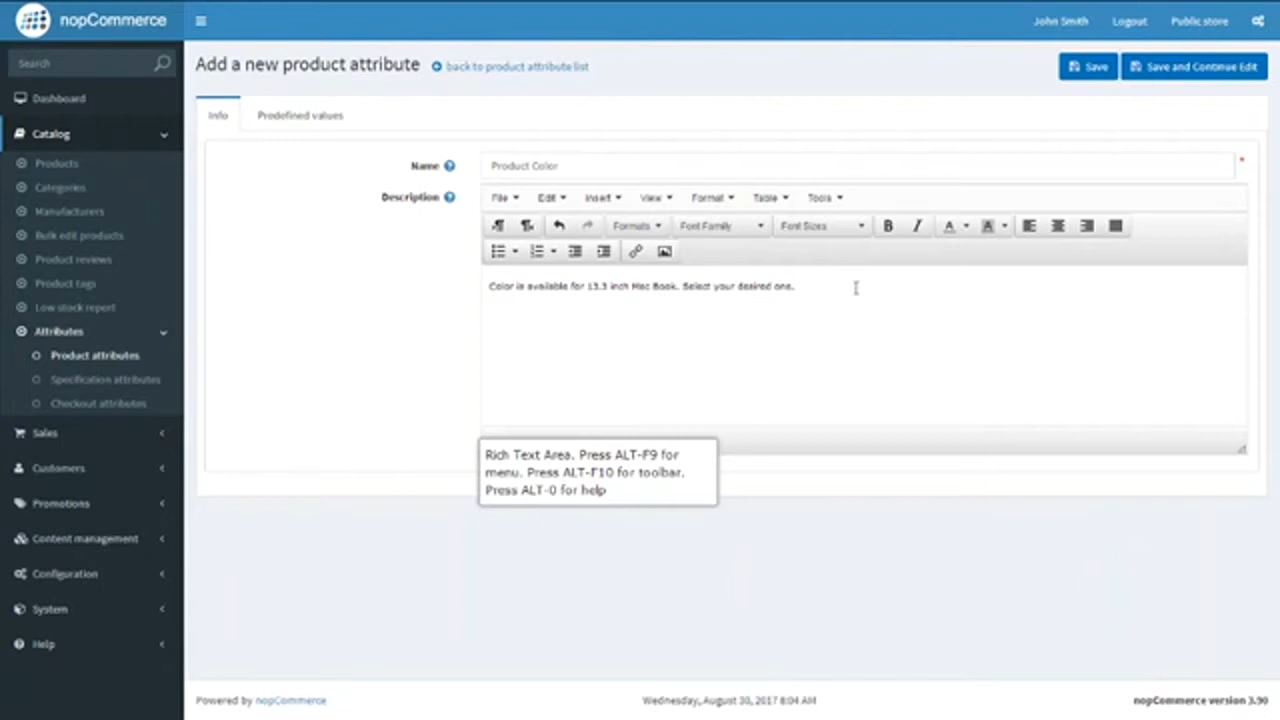 nopCommerce
John Smith
Logout
Public store
Search
Dashboard
Catalog
Products
Categories
Manufacturers
Bulk edit products
Product reviews
Product tags
Low stock report
Attributes
Product attributes
Specification attributes
Checkout attributes
Sales
Customers
Promotions
Content management
Configuration
System
Help
Add a new product attribute
back to product attribute list
Save
Save and Continue Edit
Info
Predefined values
Name
Product Color
*
Description
File Edit Insert View Format Table Tools
Formats Font Family Font Sizes B I A A
Color is available for 13.3 inch Mac Book. Select your desired one.
Rich Text Area. Press ALT-F9 for
menu. Press ALT-F10 for toolbar.
Press ALT-0 for help
Powered by nopCommerce
Wednesday, August 30, 2017 8:04 AM
nopCommerce version 3.90